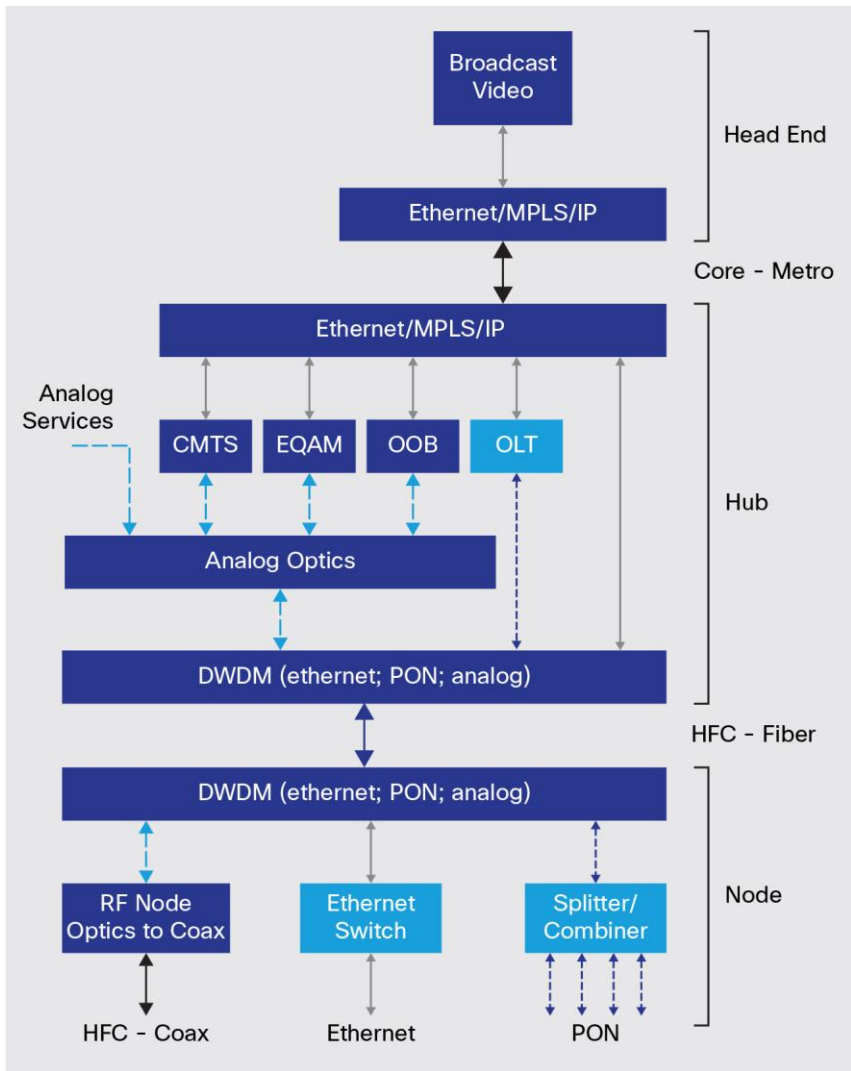 Broadcast
Video
Head End
Ethernet/MPLS/IP
Core - Metro
Ethernet/MPLS/IP
Analog
Services
CMTS
EQAM
OOB
OLT
Hub
Analog Optics
DWDM (ethernet; PON; analog)
HFC - Fiber
DWDM (ethernet; PON; analog)
RF Node
Optics to Coax
Ethernet
Switch
Splitter/
Combiner
Node
HFC - Coax
Ethernet
PON